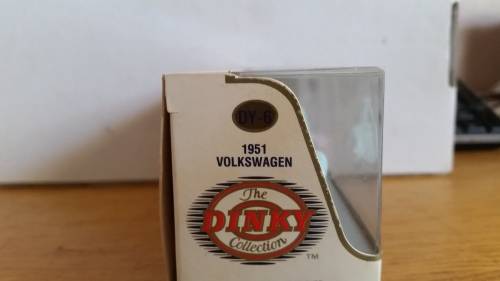 DY-6
1951
VOLKSWAGEN
The
DINKY
Collection
TM